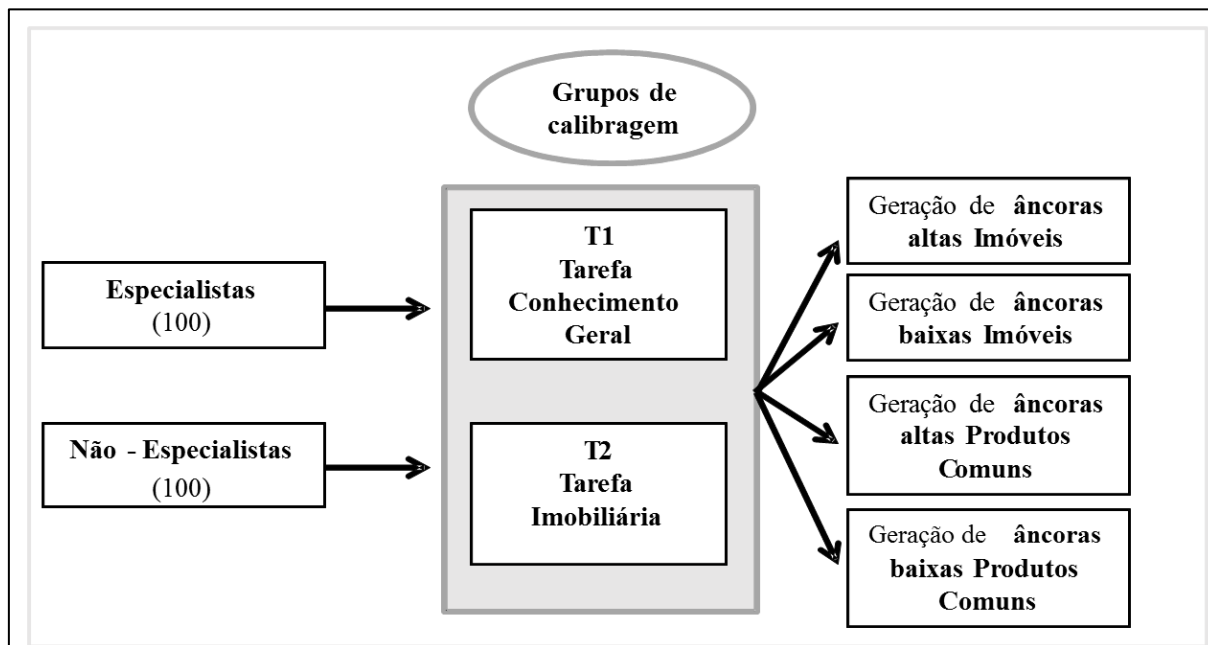 Grupos de
calibragem
Especialistas
(100)
Não - Especialistas
(100)
T1
Tarefa
Conhecimento
Geral
T2
Tarefa
Imobiliária
Geração de âncoras
altas Imóveis
Geração de âncoras
baixas Imóveis
Geração de âncoras
altas Produtos
Comuns
Geração de âncoras
baixas Produtos
Comuns